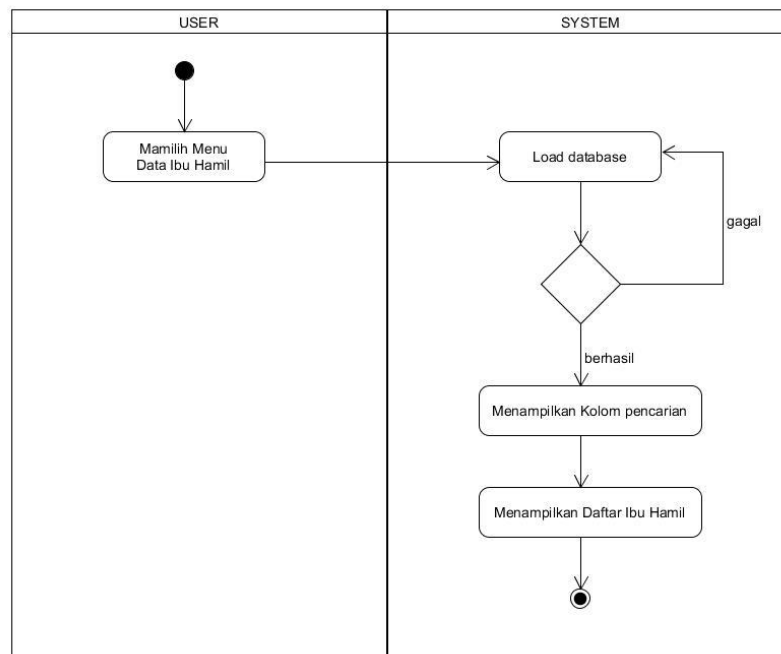 USER
SYSTEM
Mamilih Menu
Data Ibu Hamil
Load database
gagal
berhasil
Menampilkan Kolom pencarian
Menampilkan Daftar Ibu Hamil